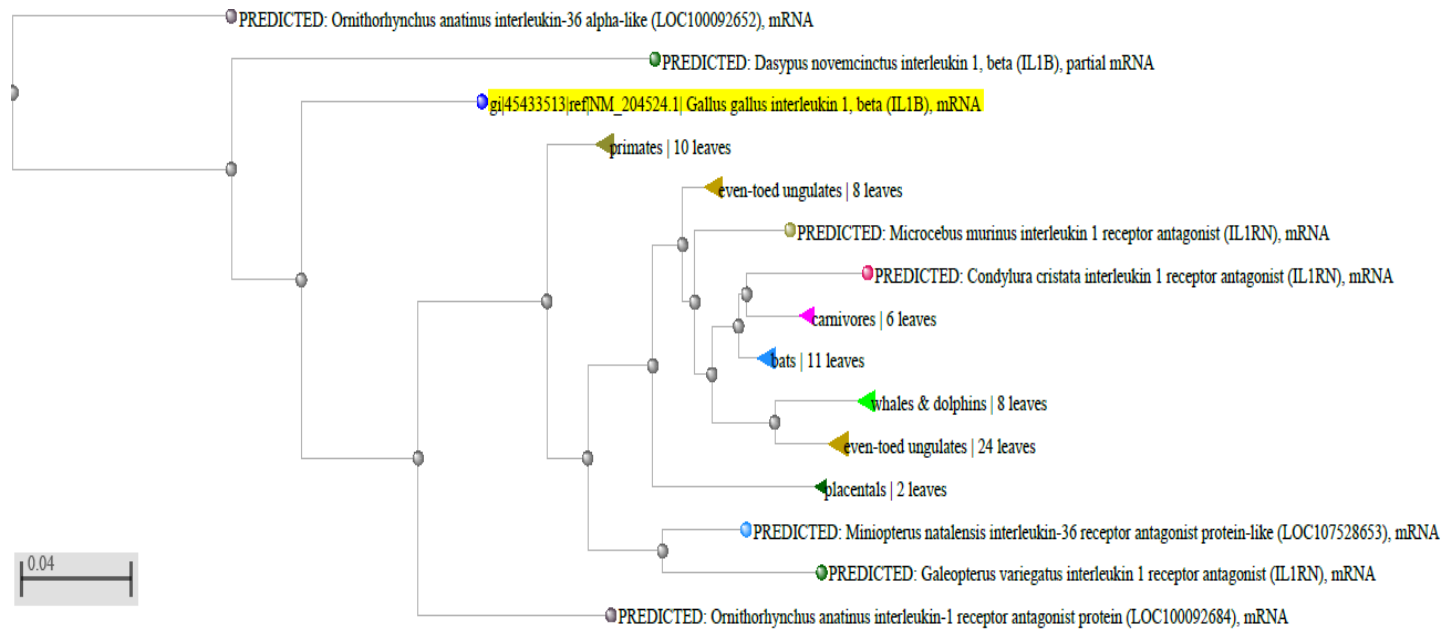 PREDICTED: Ornithorhynchus anatinus interleukin-36 alpha-like (LOC100092652), mRNA
PREDICTED: Dasypus novemcinctus interleukin 1, beta (IL1B), partial mRNA
gi|45433513|ref|NM_204524.1| Gallus gallus interleukin 1, beta (IL1B), mRNA
primates | 10 leaves
even-toed ungulates | 8 leaves
PREDICTED: Microcebus murinus interleukin 1 receptor antagonist (IL1RN), mRNA
PREDICTED: Condylura cristata interleukin 1 receptor antagonist (IL1RN), mRNA
carnivores | 6 leaves
bats | 11 leaves
whales & dolphins | 8 leaves
even-toed ungulates | 24 leaves
placentals | 2 leaves
PREDICTED: Miniopterus natalensis interleukin-36 receptor antagonist protein-like (LOC107528653), mRNA
PREDICTED: Galeopterus variegatus interleukin 1 receptor antagonist (IL1RN), mRNA
PREDICTED: Ornithorhynchus anatinus interleukin-1 receptor antagonist protein (LOC100092684), mRNA
0.04